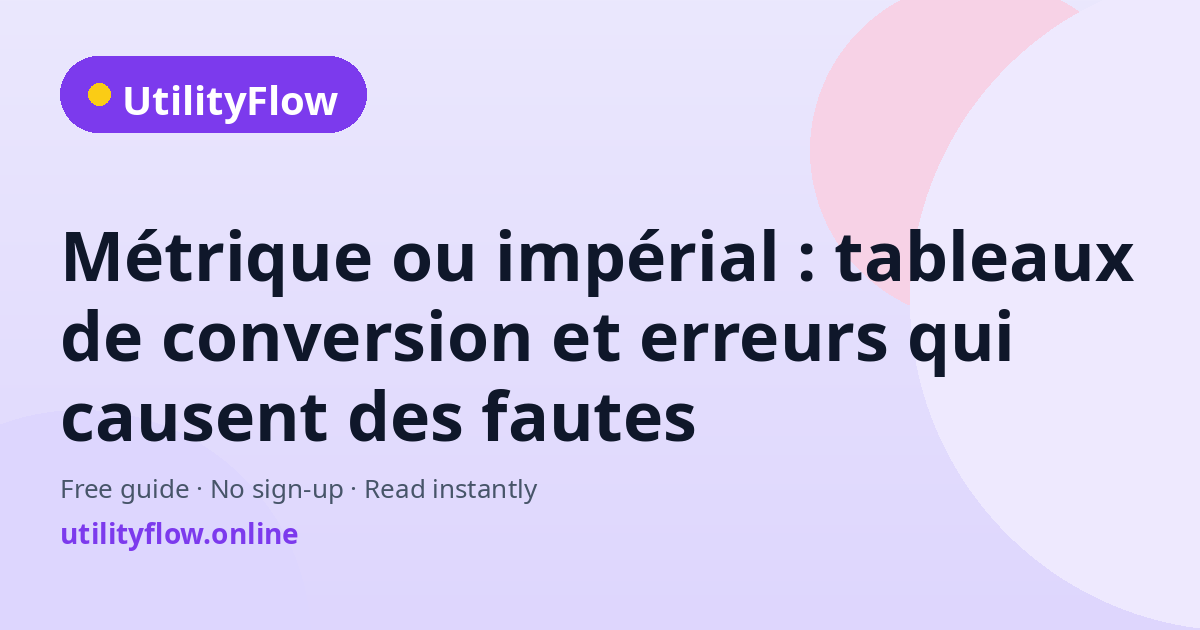 UtilityFlow
Métrique ou impérial : tableaux
de conversion et erreurs qui
causent des fautes
Free guide · No sign-up · Read instantly
utilityflow.online